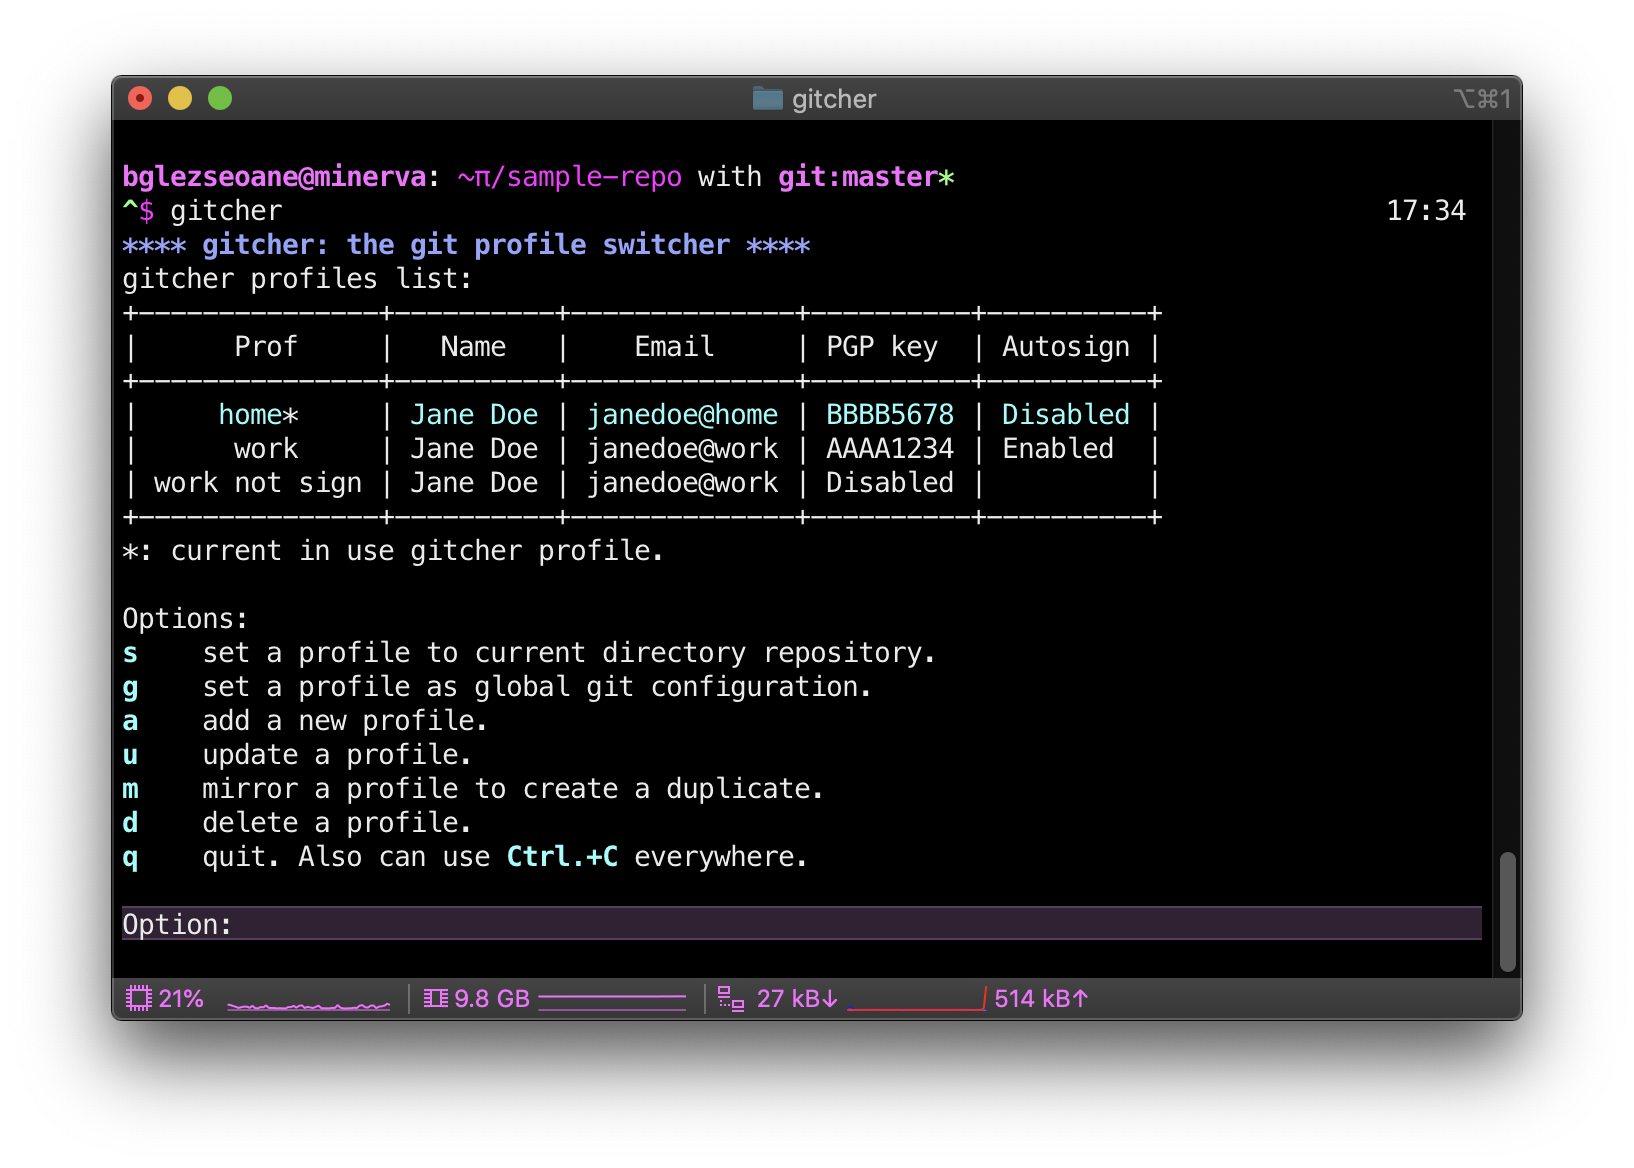 gitcher ⌥⌘1
bglezseoane@minerva: ~π/sample-repo with git:master*
^$ gitcher 17:34
**** gitcher: the git profile switcher ****
gitcher profiles list:
+---------------+----------+--------------+----------+----------+
|      Prof     |   Name   |    Email     | PGP key  | Autosign |
+---------------+----------+--------------+----------+----------+
|     home*     | Jane Doe | janedoe@home | BBBB5678 | Disabled |
|      work     | Jane Doe | janedoe@work | AAAA1234 | Enabled  |
| work not sign | Jane Doe | janedoe@work | Disabled |          |
+---------------+----------+--------------+----------+----------+
*: current in use gitcher profile.
Options:
s    set a profile to current directory repository.
g    set a profile as global git configuration.
a    add a new profile.
u    update a profile.
m    mirror a profile to create a duplicate.
d    delete a profile.
q    quit. Also can use Ctrl.+C everywhere.
Option:
21% 9.8 GB 27 kB↓ 514 kB↑